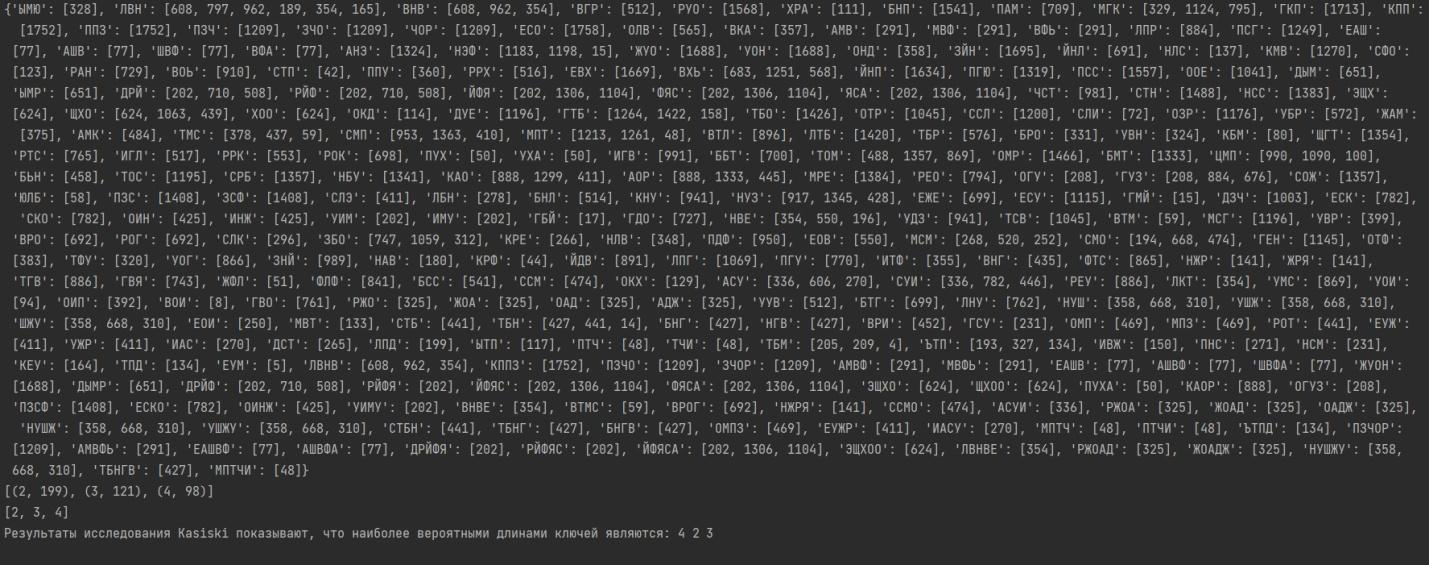 {'ЫМЮ': [328], 'ЛВН': [608, 797, 962, 189, 354, 165], 'ВНВ': [608, 962, 354], 'ВГР': [512], 'РУО': [1568], 'ХРА': [111], 'БНП': [1541], 'ПАМ': [709], 'МГК': [329, 1124, 795], 'ГКП': [1713], 'КПП':
[1752], 'ППЗ': [1752], 'ПЗЧ': [1209], 'ЗЧО': [1209], 'ЧОР': [1209], 'ЕСО': [1758], 'ОЛВ': [565], 'ВКА': [357], 'АМВ': [291], 'МВФ': [291], 'ВФЬ': [291], 'ЛПР': [884], 'ПСГ': [1249], 'ЕАШ':
[77], 'АШВ': [77], 'ШВФ': [77], 'ВФА': [77], 'АНЭ': [1324], 'НЭФ': [1183, 1198, 15], 'ЖУО': [1688], 'УОН': [1688], 'ОНД': [358], 'ЗЙН': [1695], 'ЙНЛ': [691], 'НЛС': [137], 'КМВ': [1270], 'СФО':
[123], 'РАН': [729], 'ВОЬ': [910], 'СТП': [42], 'ППУ': [360], 'РРХ': [516], 'ЕВХ': [1669], 'ВХЬ': [683, 1251, 568], 'ЙНП': [1634], 'ПГЮ': [1319], 'ПСС': [1557], 'ООЕ': [1041], 'ДЫМ': [651],
'ЫМР': [651], 'ДРЙ': [202, 710, 508], 'РЙФ': [202, 710, 508], 'ЙФЯ': [202, 1306, 1104], 'ФЯС': [202, 1306, 1104], 'ЯСА': [202, 1306, 1104], 'ЧСТ': [981], 'СТН': [1488], 'НСС': [1383], 'ЭЩХ':
[624], 'ЩХО': [624, 1063, 439], 'ХОО': [624], 'ОКД': [114], 'ДУЕ': [1196], 'ГТБ': [1264, 1422, 158], 'ТБО': [1426], 'ОТР': [1045], 'ССЛ': [1200], 'СЛИ': [72], 'ОЗР': [1176], 'УБР': [572], 'ЖАМ':
[375], 'АМК': [484], 'ТМС': [378, 437, 59], 'СМП': [953, 1363, 410], 'МПТ': [1213, 1261, 48], 'ВТЛ': [896], 'ЛТБ': [1420], 'ТБР': [576], 'БРО': [331], 'УВН': [324], 'КБМ': [80], 'ЩГТ': [1354],
'РТС': [765], 'ИГЛ': [517], 'РРК': [553], 'РОК': [698], 'ПУХ': [50], 'УХА': [50], 'ИГВ': [991], 'ББТ': [700], 'ТОМ': [488, 1357, 869], 'ОМР': [1466], 'БМТ': [1333], 'ЦМП': [990, 1090, 100],
'БЬН': [458], 'ТОС': [1195], 'СРБ': [1357], 'НБУ': [1341], 'КАО': [888, 1299, 411], 'АОР': [888, 1333, 445], 'МРЕ': [1384], 'РЕО': [794], 'ОГУ': [208], 'ГУЗ': [208, 884, 676], 'СОЖ': [1357],
'ЮЛБ': [58], 'ПЗС': [1408], 'ЗСФ': [1408], 'СЛЭ': [411], 'ЛБН': [278], 'БНЛ': [514], 'КНУ': [941], 'НУЗ': [917, 1345, 428], 'ЕЖЕ': [699], 'ЕСУ': [1115], 'ГМЙ': [15], 'ДЗЧ': [1003], 'ЕСК': [782],
'СКО': [782], 'ОИН': [425], 'ИНЖ': [425], 'УИМ': [202], 'ИМУ': [202], 'ГБЙ': [17], 'ГДО': [727], 'НВЕ': [354, 550, 196], 'УДЗ': [941], 'ТСВ': [1045], 'ВТМ': [59], 'МСГ': [1196], 'УВР': [399],
'ВРО': [692], 'РОГ': [692], 'СЛК': [296], 'ЗБО': [747, 1059, 312], 'КРЕ': [266], 'НЛВ': [348], 'ПДФ': [950], 'ЕОВ': [550], 'МСМ': [268, 520, 252], 'СМО': [194, 668, 474], 'ГЕН': [1145], 'ОТФ':
[383], 'ТФУ': [320], 'УОГ': [866], 'ЗНЙ': [989], 'НАВ': [180], 'КРФ': [44], 'ЙДВ': [891], 'ЛПГ': [1069], 'ПГУ': [770], 'ИТФ': [355], 'ВНГ': [435], 'ФТС': [865], 'НЖР': [141], 'ЖРЯ': [141],
'ТГВ': [886], 'ГВЯ': [743], 'ЖФЛ': [51], 'ФЛФ': [841], 'БСС': [541], 'ССМ': [474], 'ОКХ': [129], 'АСУ': [336, 606, 270], 'СУИ': [336, 782, 446], 'РЕУ': [886], 'ЛКТ': [354], 'УМС': [869], 'УОИ':
[94], 'ОИП': [392], 'ВОИ': [8], 'ГВО': [761], 'РЖО': [325], 'ЖОА': [325], 'ОАД': [325], 'АДЖ': [325], 'УУВ': [512], 'БТГ': [699], 'ЛНУ': [762], 'НУШ': [358, 668, 310], 'УШЖ': [358, 668, 310],
'ШЖУ': [358, 668, 310], 'ЕОИ': [250], 'МВТ': [133], 'СТБ': [441], 'ТБН': [427, 441, 14], 'БНГ': [427], 'НГВ': [427], 'ВРИ': [452], 'ГСУ': [231], 'ОМП': [469], 'МПЗ': [469], 'РОТ': [441], 'ЕУЖ':
[411], 'УЖР': [411], 'ИАС': [270], 'ДСТ': [265], 'ЛПД': [199], 'ЫТП': [117], 'ПТЧ': [48], 'ТЧИ': [48], 'ТБМ': [205, 209, 4], 'ЪТП': [193, 327, 134], 'ИВЖ': [150], 'ПНС': [271], 'НСМ': [231],
'КЕУ': [164], 'ТПД': [134], 'ЕУМ': [5], 'ЛВНВ': [608, 962, 354], 'КППЗ': [1752], 'ПЗЧО': [1209], 'ЗЧОР': [1209], 'АМВФ': [291], 'МВФЬ': [291], 'ЕАШВ': [77], 'АШВФ': [77], 'ШВФА': [77], 'ЖУОН':
[1688], 'ДЫМР': [651], 'ДРЙФ': [202, 710, 508], 'РЙФЯ': [202], 'ЙФЯС': [202, 1306, 1104], 'ФЯСА': [202, 1306, 1104], 'ЭЩХО': [624], 'ЩХОО': [624], 'ПУХА': [50], 'КАОР': [888], 'ОГУЗ': [208],
'ПЗСФ': [1408], 'ЕСКО': [782], 'ОИНЖ': [425], 'УИМУ': [202], 'ВНВЕ': [354], 'ВТМС': [59], 'ВРОГ': [692], 'НЖРЯ': [141], 'ССМО': [474], 'АСУИ': [336], 'РЖОА': [325], 'ЖОАД': [325], 'ОАДЖ': [325],
'НУШЖ': [358, 668, 310], 'УШЖУ': [358, 668, 310], 'СТБН': [441], 'ТБНГ': [427], 'БНГВ': [427], 'ОМПЗ': [469], 'ЕУЖР': [411], 'ИАСУ': [270], 'МПТЧ': [48], 'ПТЧИ': [48], 'ЪТПД': [134], 'ПЗЧОР':
[1209], 'АМВФЬ': [291], 'ЕАШВФ': [77], 'АШВФА': [77], 'ДРЙФЯ': [202], 'РЙФЯС': [202], 'ЙФЯСА': [202, 1306, 1104], 'ЭЩХОО': [624], 'ЛВНВЕ': [354], 'РЖОАД': [325], 'ЖОАДЖ': [325], 'НУШЖУ': [358,
668, 310], 'ТБНГВ': [427], 'МПТЧИ': [48]}
[(2, 199), (3, 121), (4, 98)]
[2, 3, 4]
Результаты исследования Kasiski показывают, что наиболее вероятными длинами ключей являются: 4 2 3